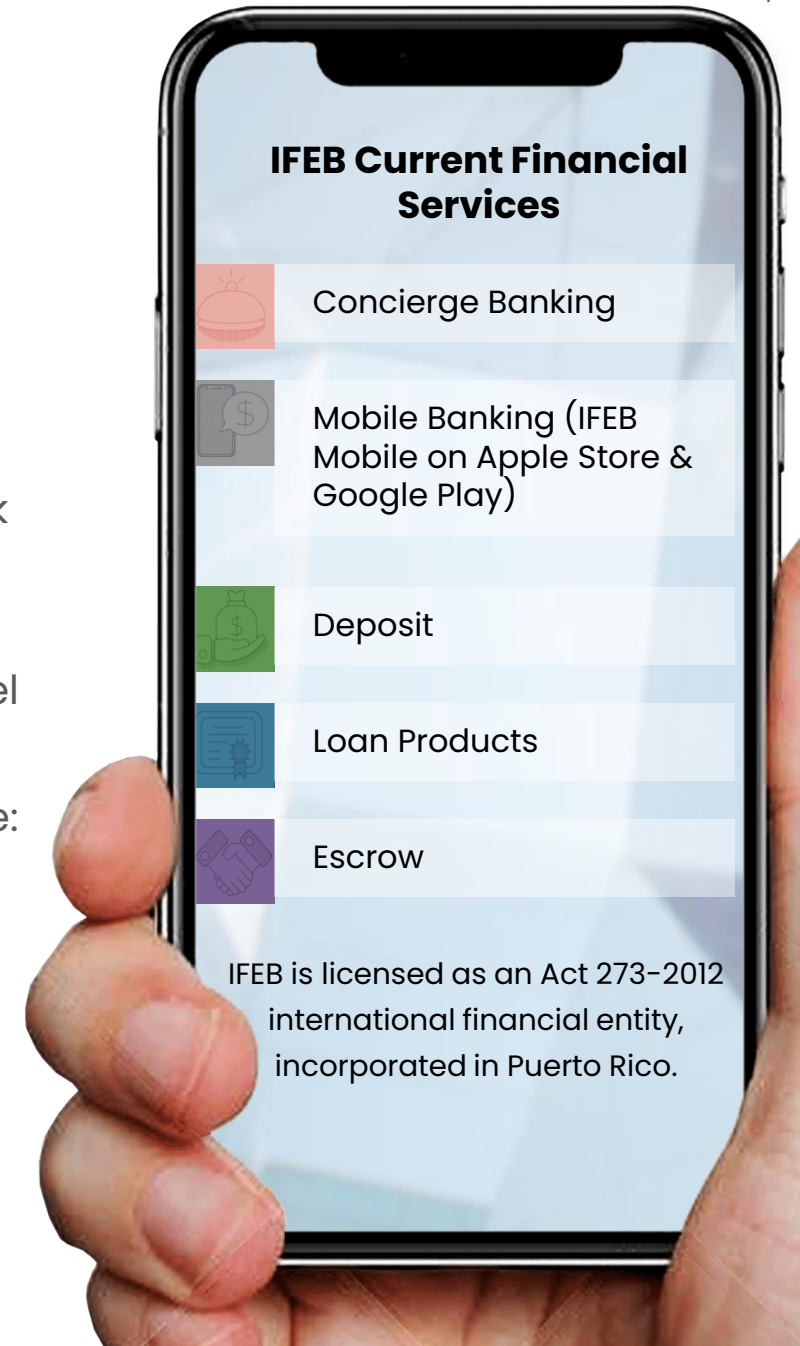 IFEB Current Financial
Services
Concierge Banking
Mobile Banking (IFEB
Mobile on Apple Store &
Google Play)
Deposit
Loan Products
Escrow
IFEB is licensed as an Act 273-2012
international financial entity,
incorporated in Puerto Rico.